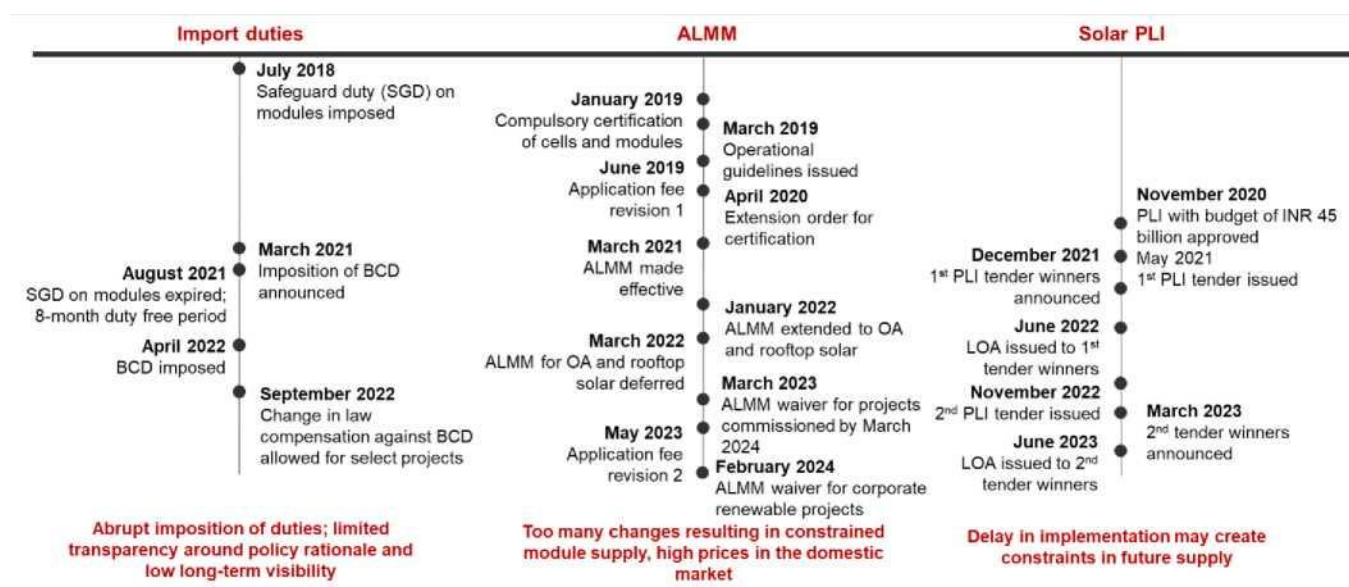 Import duties
July 2018
Safeguard duty (SGD) on
modules imposed
March 2021
Imposition of BCD
announced
August 2021
SGD on modules expired;
8-month duty free period
April 2022
BCD imposed
September 2022
Change in law
compensation against BCD
allowed for select projects
Abrupt imposition of duties; limited
transparency around policy rationale and
low long-term visibility
ALMM
January 2019
Compulsory certification
of cells and modules
March 2019
Operational
guidelines issued
June 2019
Application fee
revision 1
April 2020
Extension order for
certification
March 2021
ALMM made
effective
January 2022
ALMM extended to OA
and rooftop solar
March 2022
ALMM for OA and rooftop
solar deferred
March 2023
ALMM waiver for projects
commissioned by March
2024
May 2023
Application fee
revision 2
February 2024
ALMM waiver for corporate
renewable projects
Too many changes resulting in constrained
module supply, high prices in the domestic
market
Solar PLI
November 2020
PLI with budget of INR 45
billion approved
May 2021
1st PLI tender issued
December 2021
1st PLI tender winners
announced
June 2022
LOA issued to 1st
tender winners
November 2022
2nd PLI tender issued
March 2023
2nd tender winners
announced
June 2023
LOA issued to 2nd
tender winners
Delay in implementation may create
constraints in future supply